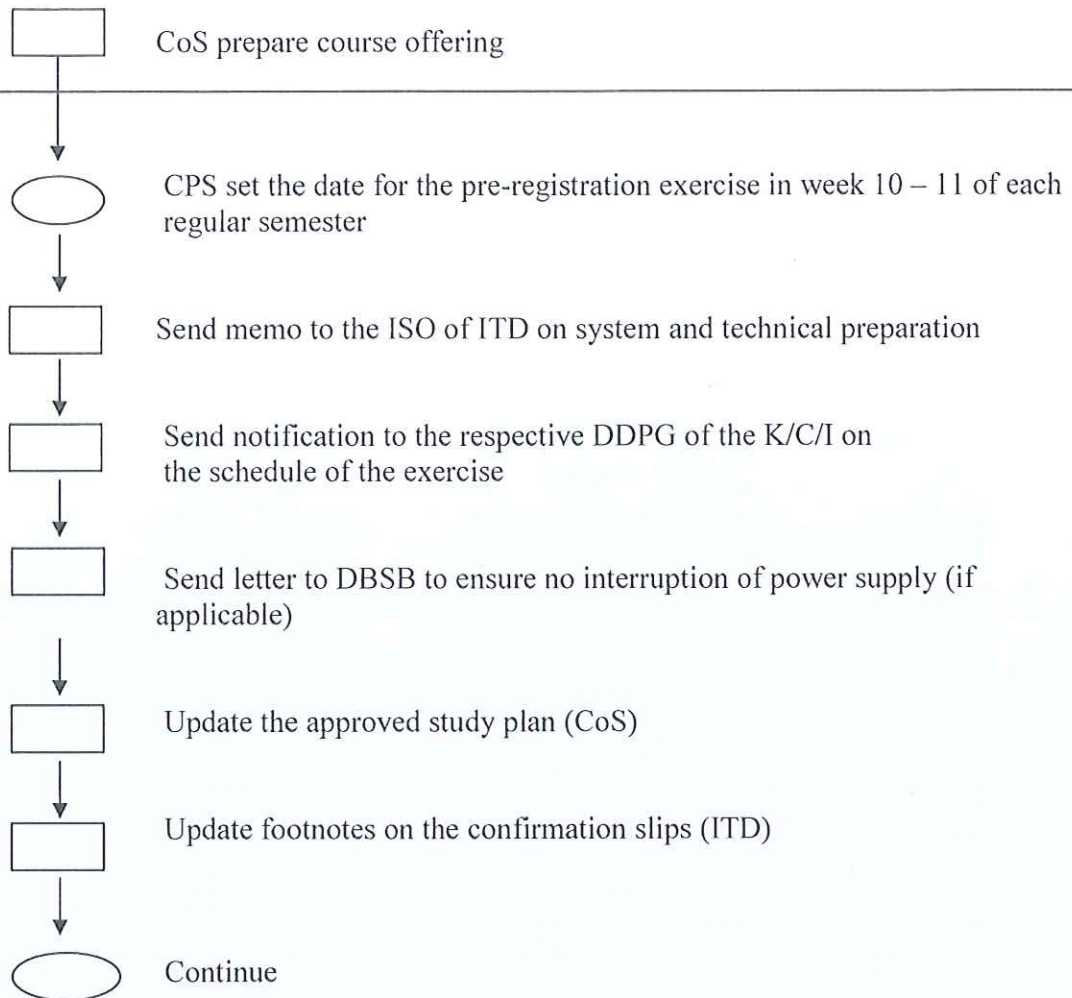 CoS prepare course offering
CPS set the date for the pre-registration exercise in week 10 – 11 of each
regular semester
Send memo to the ISO of ITD on system and technical preparation
Send notification to the respective DDPG of the K/C/I on
the schedule of the exercise
Send letter to DBSB to ensure no interruption of power supply (if
applicable)
Update the approved study plan (CoS)
Update footnotes on the confirmation slips (ITD)
Continue